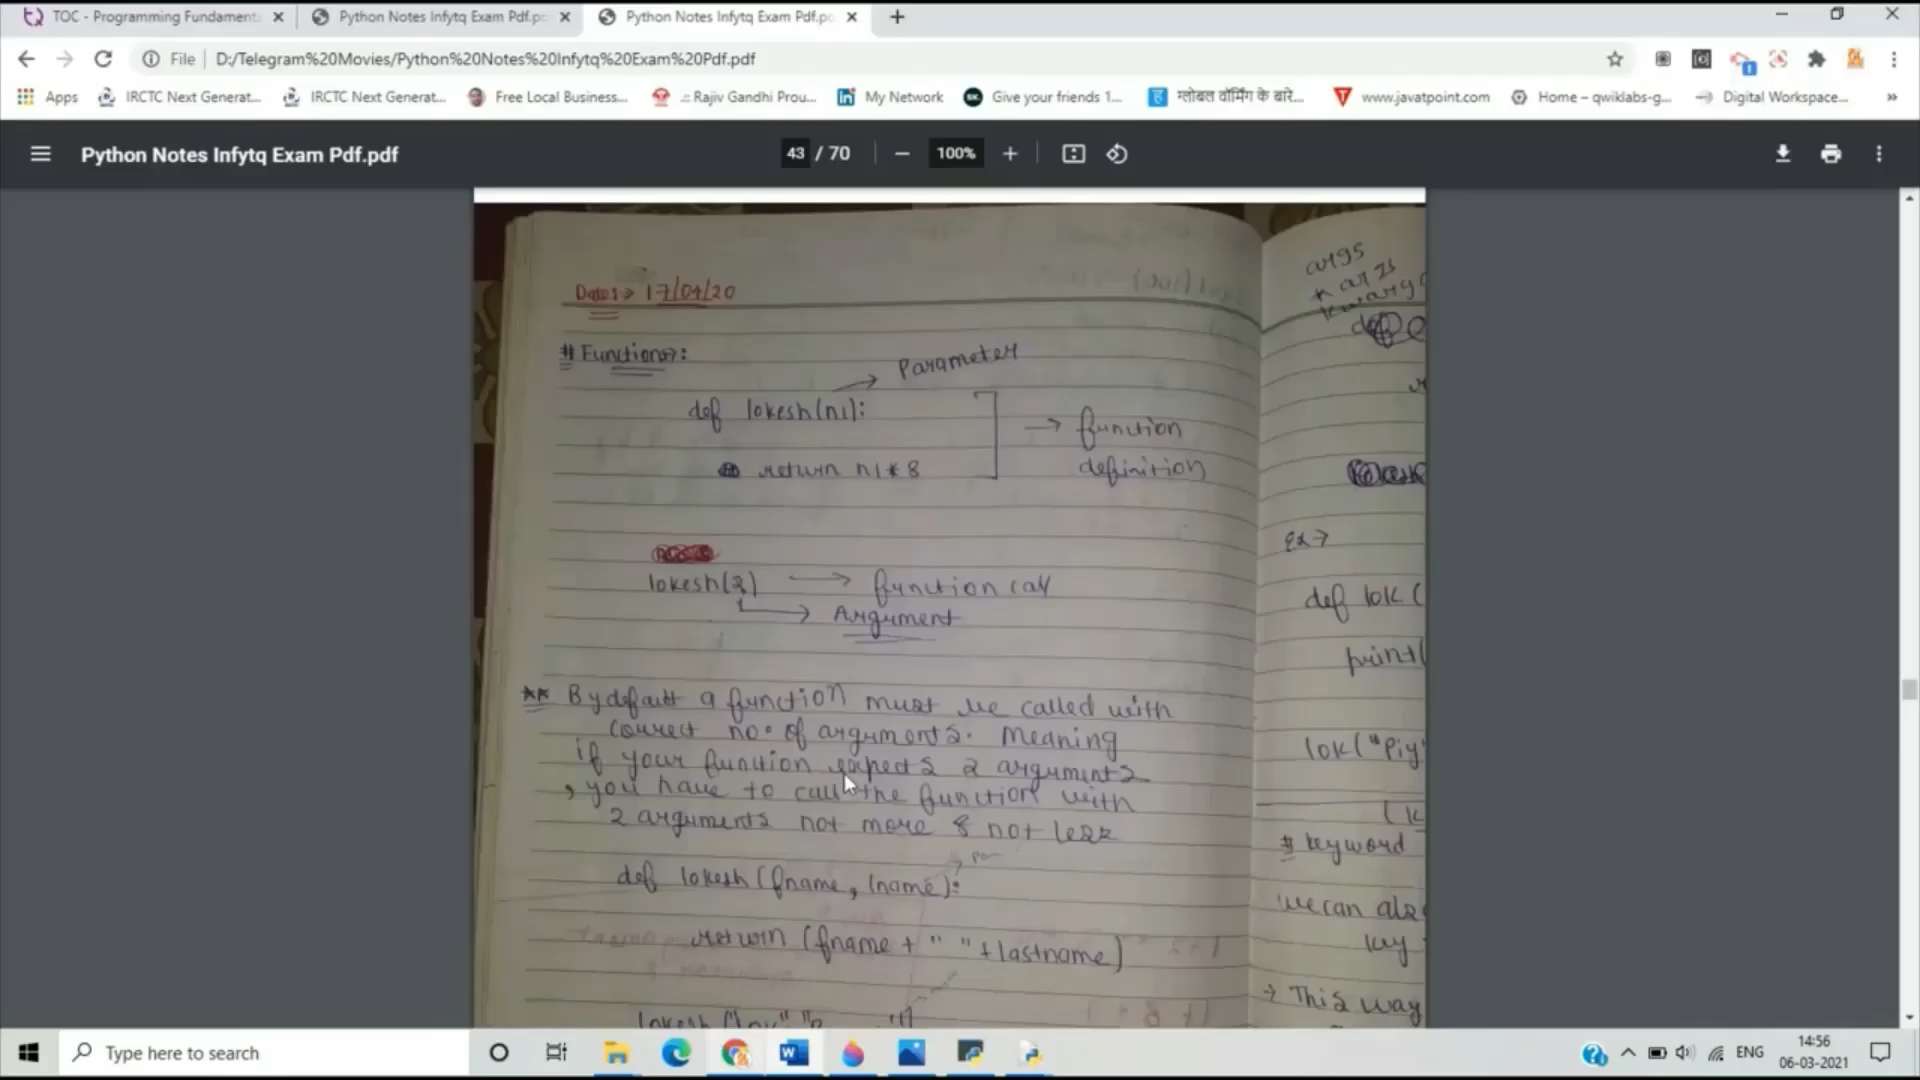 TOC - Programming Fundament
Python Notes Infytq Exam Pdf.pd
Python Notes Infytq Exam Pdf.pd
File
D:/Telegram%20Movies/Python%20Notes%20Infytq%20Exam%20Pdf.pdf
Apps
IRCTC Next Generat...
IRCTC Next Generat...
Free Local Business...
.:: Rajiv Gandhi Prou...
My Network
Give your friends 1...
ग्लोबल वॉर्मिंग के बारे...
www.javatpoint.com
Home – qwiklabs-g...
Digital Workspace...
»
Python Notes Infytq Exam Pdf.pdf
43 / 70
100%
Date:-> 17/04/20
# Function->:
Parameter
def lokesh(n1):
return n1*8
function
definition
lokesh(2)
function call
Argument
** By default a function must be called with
correct no. of arguments. Meaning
if your function expects 2 arguments
, you have to call the function with
2 arguments not more & not less
def lokesh (fname, lname):
return (fname + " " + lastname)
args
def
ex->
def lok (
print(
lok("Piy
# keyword
we can als
key
-> This way
Type here to search
ENG
14:56
06-03-2021